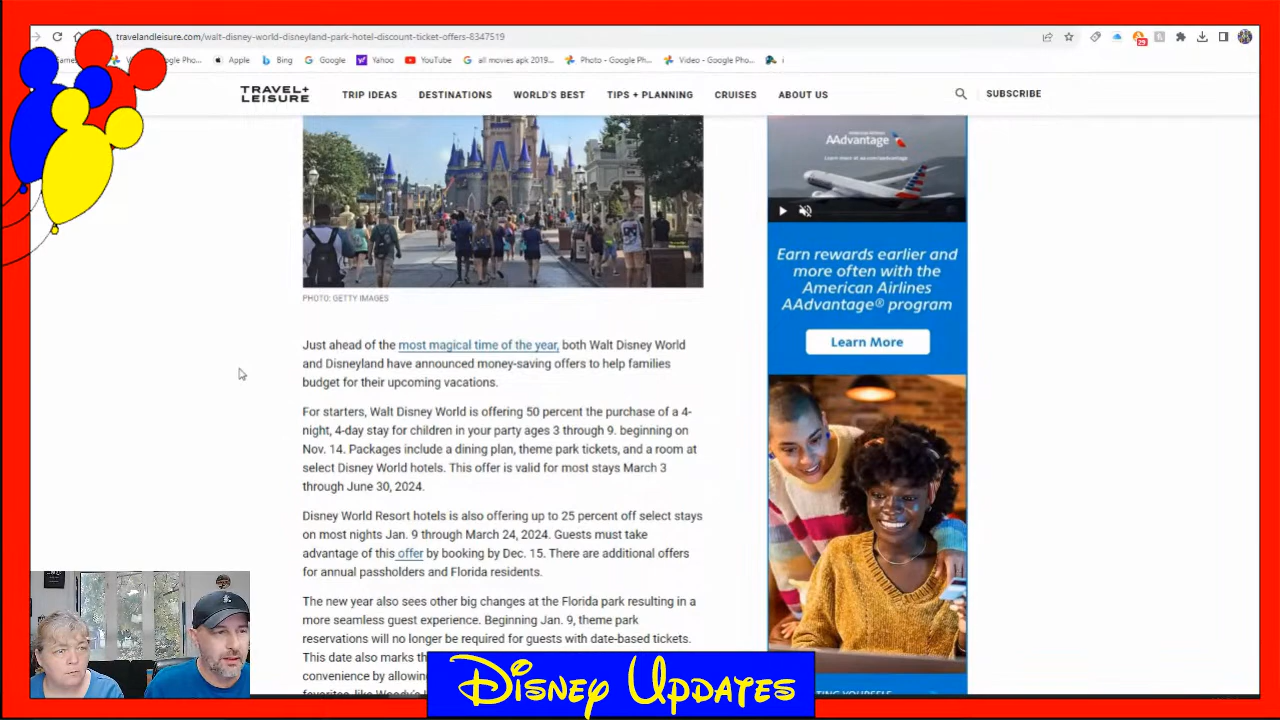 travelandleisure.com/walt-disney-world-disneyland-park-hotel-discount-ticket-offers-8347519
29
Pho... Apple Bing Google Yahoo YouTube all movies apk 2019... Photo - Google Ph... Video - Google Pho... i
TRAVEL+
LEISURE
TRIP IDEAS DESTINATIONS WORLD'S BEST TIPS + PLANNING CRUISES ABOUT US SUBSCRIBE
AAdvantage
Learn more at aa.com/aadvantage
PHOTO: GETTY IMAGES
Just ahead of the most magical time of the year, both Walt Disney World
and Disneyland have announced money-saving offers to help families
budget for their upcoming vacations.
For starters, Walt Disney World is offering 50 percent the purchase of a 4-
night, 4-day stay for children in your party ages 3 through 9. beginning on
Nov. 14. Packages include a dining plan, theme park tickets, and a room at
select Disney World hotels. This offer is valid for most stays March 3
through June 30, 2024.
Disney World Resort hotels is also offering up to 25 percent off select stays
on most nights Jan. 9 through March 24, 2024. Guests must take
advantage of this offer by booking by Dec. 15. There are additional offers
for annual passholders and Florida residents.
The new year also sees other big changes at the Florida park resulting in a
more seamless guest experience. Beginning Jan. 9, theme park
reservations will no longer be required for guests with date-based tickets.
This date also marks th
convenience by allowin
Earn rewards earlier and
more often with the
American Airlines
AAdvantage® program
Learn More
Disney Updates